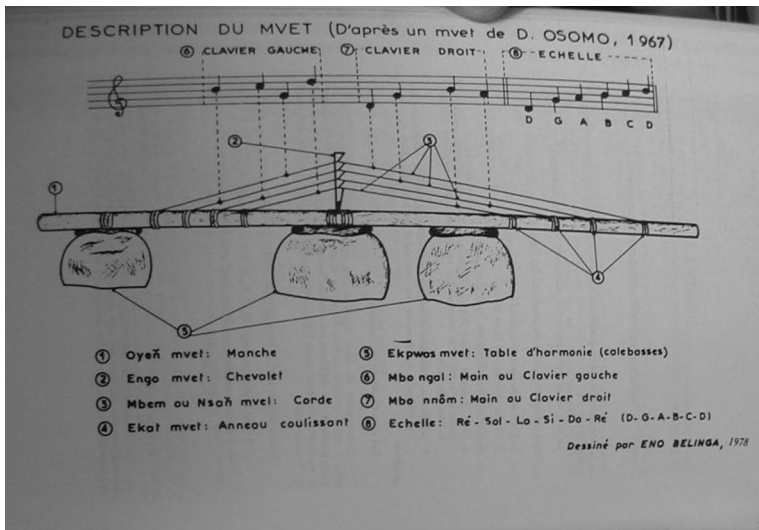 DESCRIPTION DU MVET (D'après un mvet de D. OSOMO, 1967)
⑥ CLAVIER GAUCHE ⑦ CLAVIER DROIT ⑧ ECHELLE
D G A B C D
②
③
①
④
⑤
① Oyeñ mvet: Manche
② Engo mvet: Chevalet
③ Mbem ou Nsañ mvet: Corde
④ Ekat mvet: Anneau coulissant
⑤ Ekpwas mvet: Table d'harmonie (calebasses)
⑥ Mbo ngal: Main ou Clavier gauche
⑦ Mbo nnôm: Main ou Clavier droit
⑧ Echelle: Ré - Sol - La - Si - Do - Ré (D-G-A-B-C-D)
Dessiné par ENO BELINGA, 1978